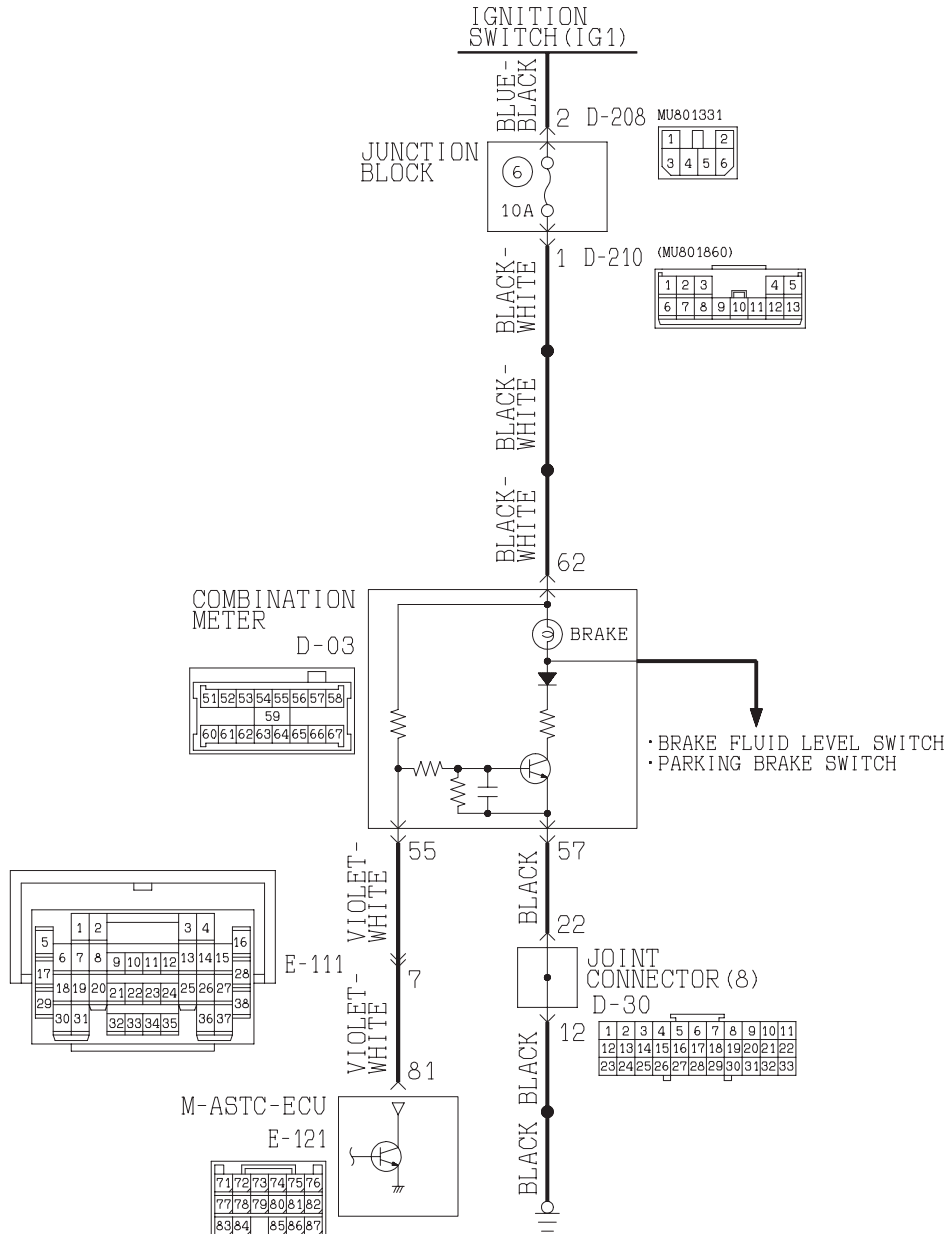 IGNITION
SWITCH(IG1)
BLUE-
BLACK
2 D-208 MU801331
1 2
3 4 5 6
JUNCTION
BLOCK
6
10A
1 D-210 (MU801860)
1 2 3 4 5
6 7 8 9 10 11 12 13
BLACK-
WHITE
BLACK-
WHITE
BLACK-
WHITE
62
COMBINATION
METER
D-03
51 52 53 54 55 56 57 58
59
60 61 62 63 64 65 66 67
BRAKE
・BRAKE FLUID LEVEL SWITCH
・PARKING BRAKE SWITCH
55
57
VIOLET-
WHITE
BLACK
22
JOINT
CONNECTOR(8)
D-30
1 2 3 4 5 6 7 8 9 10 11
12 13 14 15 16 17 18 19 20 21 22
23 24 25 26 27 28 29 30 31 32 33
E-111
1 2 3 4
5 16
6 7 8 9 10 11 12 13 14 15
17 28
18 19 20 21 22 23 24 25 26 27
29 38
30 31 32 33 34 35 36 37
7
VIOLET-
WHITE
81
12
BLACK
BLACK
M-ASTC-ECU
E-121
71 72 73 74 75 76
77 78 79 80 81 82
83 84 85 86 87